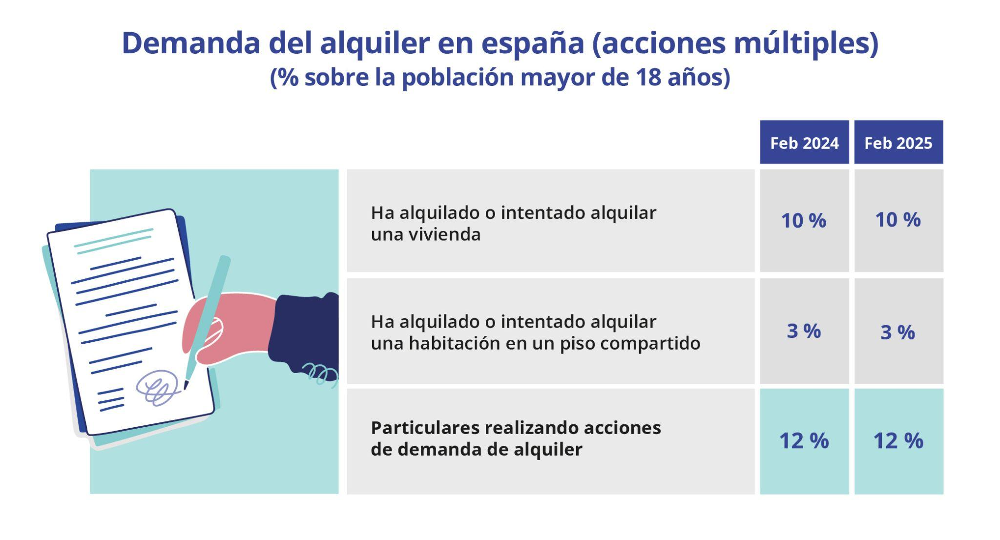 Demanda del alquiler en españa (acciones múltiples)
(% sobre la población mayor de 18 años)
Feb 2024
Feb 2025
Ha alquilado o intentado alquilar
una vivienda
10 %
10 %
Ha alquilado o intentado alquilar
una habitación en un piso compartido
3 %
3 %
Particulares realizando acciones
de demanda de alquiler
12 %
12 %